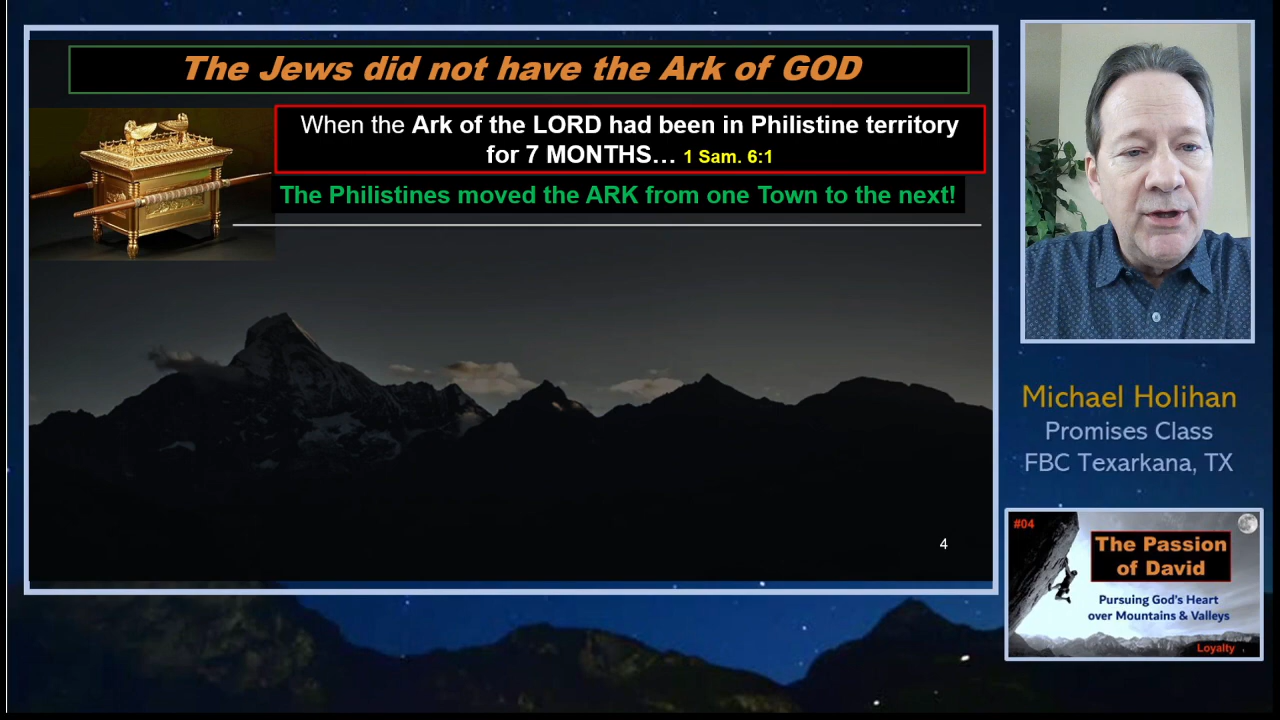 The Jews did not have the Ark of GOD
When the Ark of the LORD had been in Philistine territory
for 7 MONTHS… 1 Sam. 6:1
The Philistines moved the ARK from one Town to the next!
4
Michael Holihan
Promises Class
FBC Texarkana, TX
#04
The Passion
of David
Pursuing God's Heart
over Mountains & Valleys
Loyalty